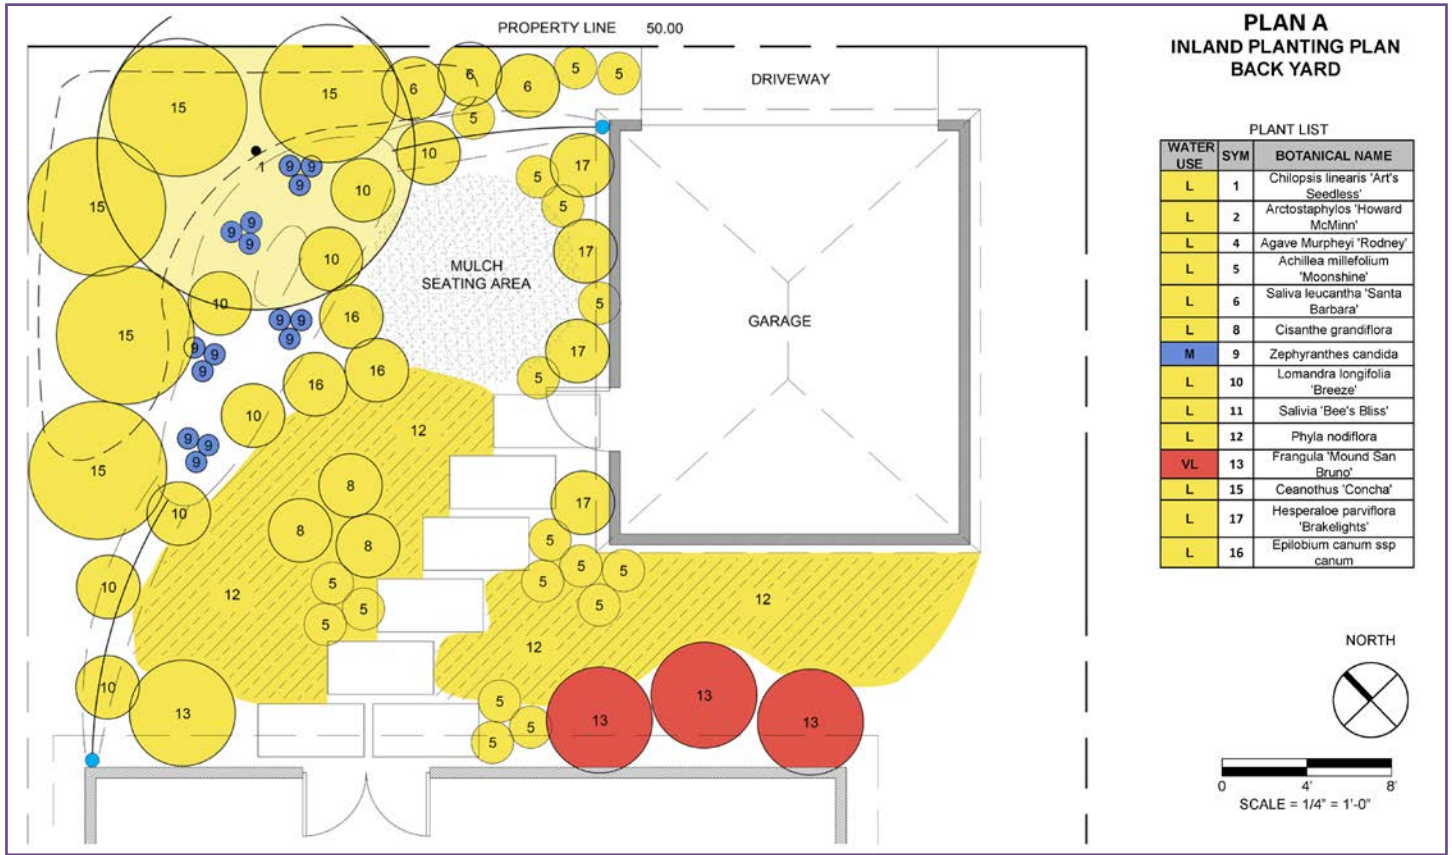 PROPERTY LINE 50.00
6 5 5
6 6 DRIVEWAY
15 15
5
10
1 9 9 17
9 10 5
15 5
9 9
9
17
10
MULCH
SEATING AREA
10 5
9 9 16 GARAGE
15 9
9 9 17
9 16 16 5
10 12
9 9
15 9
8 17
10
8 8 5
5 5 5 5
10 12 5 5 12
5
12
10 5 13
13 5 5 13 13
PLAN A
INLAND PLANTING PLAN
BACK YARD
PLANT LIST
WATER USE SYM BOTANICAL NAME
L 1 Chilopsis linearis 'Art's
Seedless'
L 2 Arctostaphylos 'Howard
McMinn'
L 4 Agave Murpheyi 'Rodney'
L 5 Achillea millefolium
'Moonshine'
L 6 Saliva leucantha 'Santa
Barbara'
L 8 Cisanthe grandiflora
M 9 Zephyranthes candida
L 10 Lomandra longifolia
'Breeze'
L 11 Salivia 'Bee's Bliss'
L 12 Phyla nodiflora
VL 13 Frangula 'Mound San
Bruno'
L 15 Ceanothus 'Concha'
L 17 Hesperaloe parviflora
'Brakelights'
L 16 Epilobium canum ssp
canum
NORTH
0 4' 8'
SCALE = 1/4" = 1'-0"